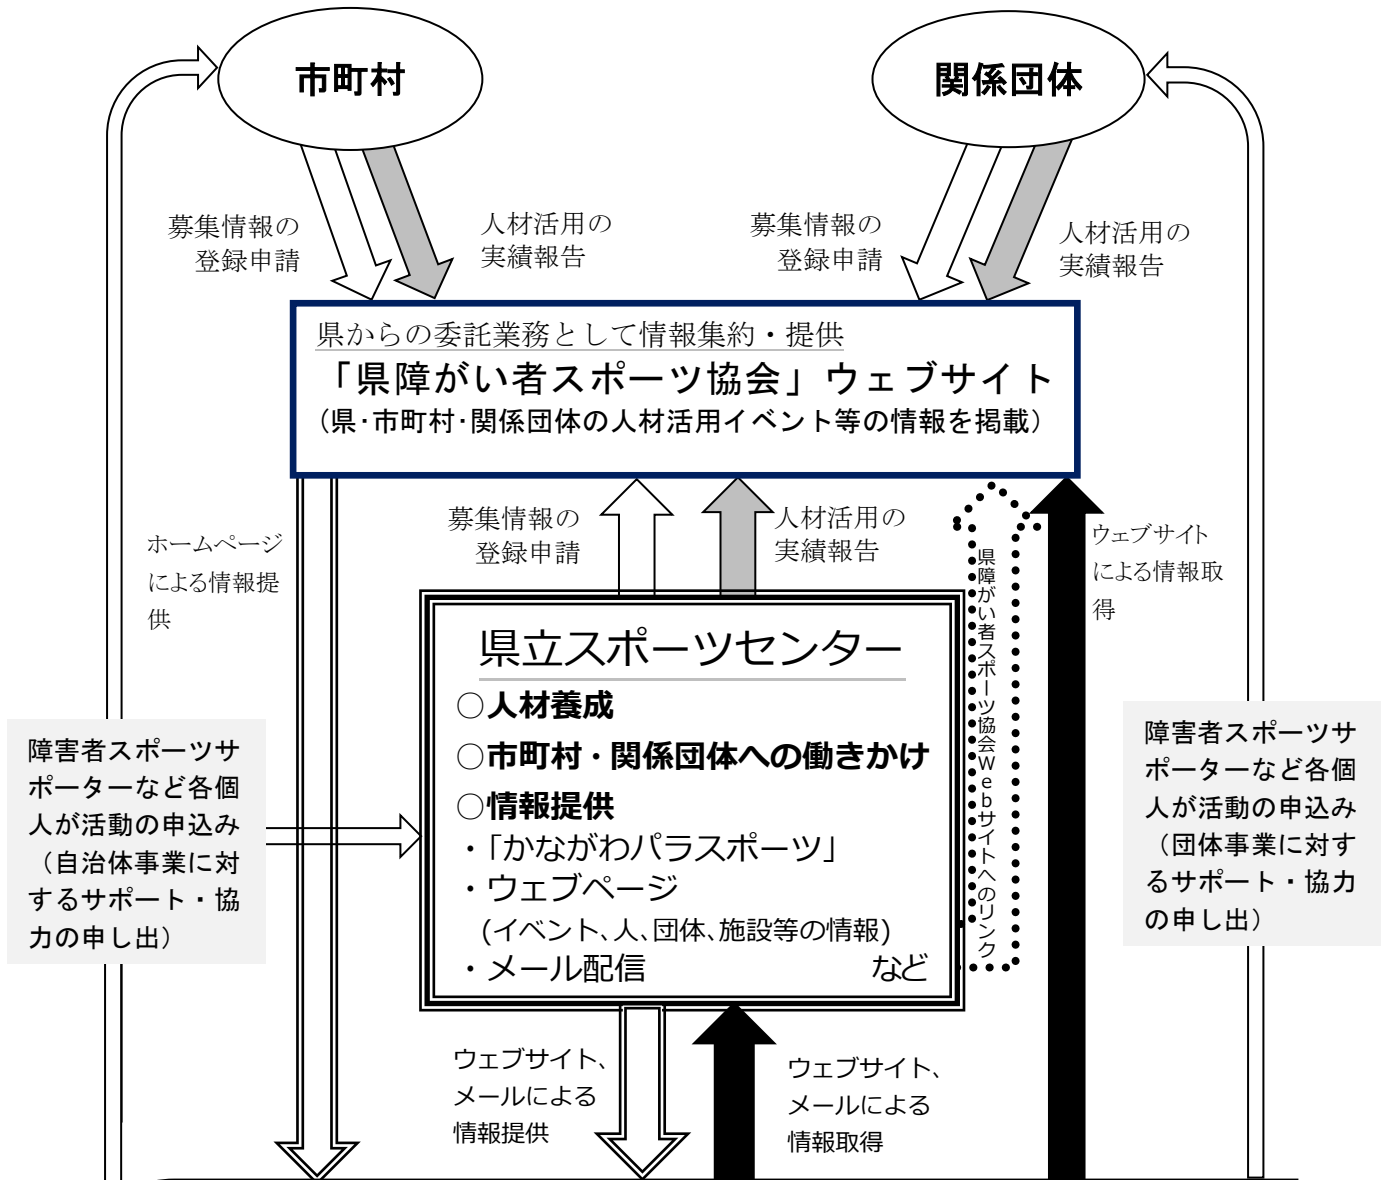 市町村
関係団体
募集情報の
登録申請
人材活用の
実績報告
募集情報の
登録申請
人材活用の
実績報告
県からの委託業務として情報集約・提供
「県障がい者スポーツ協会」ウェブサイト
（県･市町村･関係団体の人材活用イベント等の情報を掲載）
ホームページ
による情報提
供
募集情報の
登録申請
人材活用の
実績報告
県障がい者スポーツ協会Ｗｅｂサイトへのリンク
ウェブサイト
による情報取
得
県立スポーツセンター
○人材養成
○市町村・関係団体への働きかけ
○情報提供
・「かながわパラスポーツ」
・ウェブページ
(イベント、人、団体、施設等の情報)
・メール配信 など
障害者スポーツサ
ポーターなど各個
人が活動の申込み
（自治体事業に対
するサポート・協
力の申し出）
障害者スポーツサ
ポーターなど各個
人が活動の申込み
（団体事業に対す
るサポート・協力
の申し出）
ウェブサイト、
メールによる
情報提供
ウェブサイト、
メールによる
情報取得